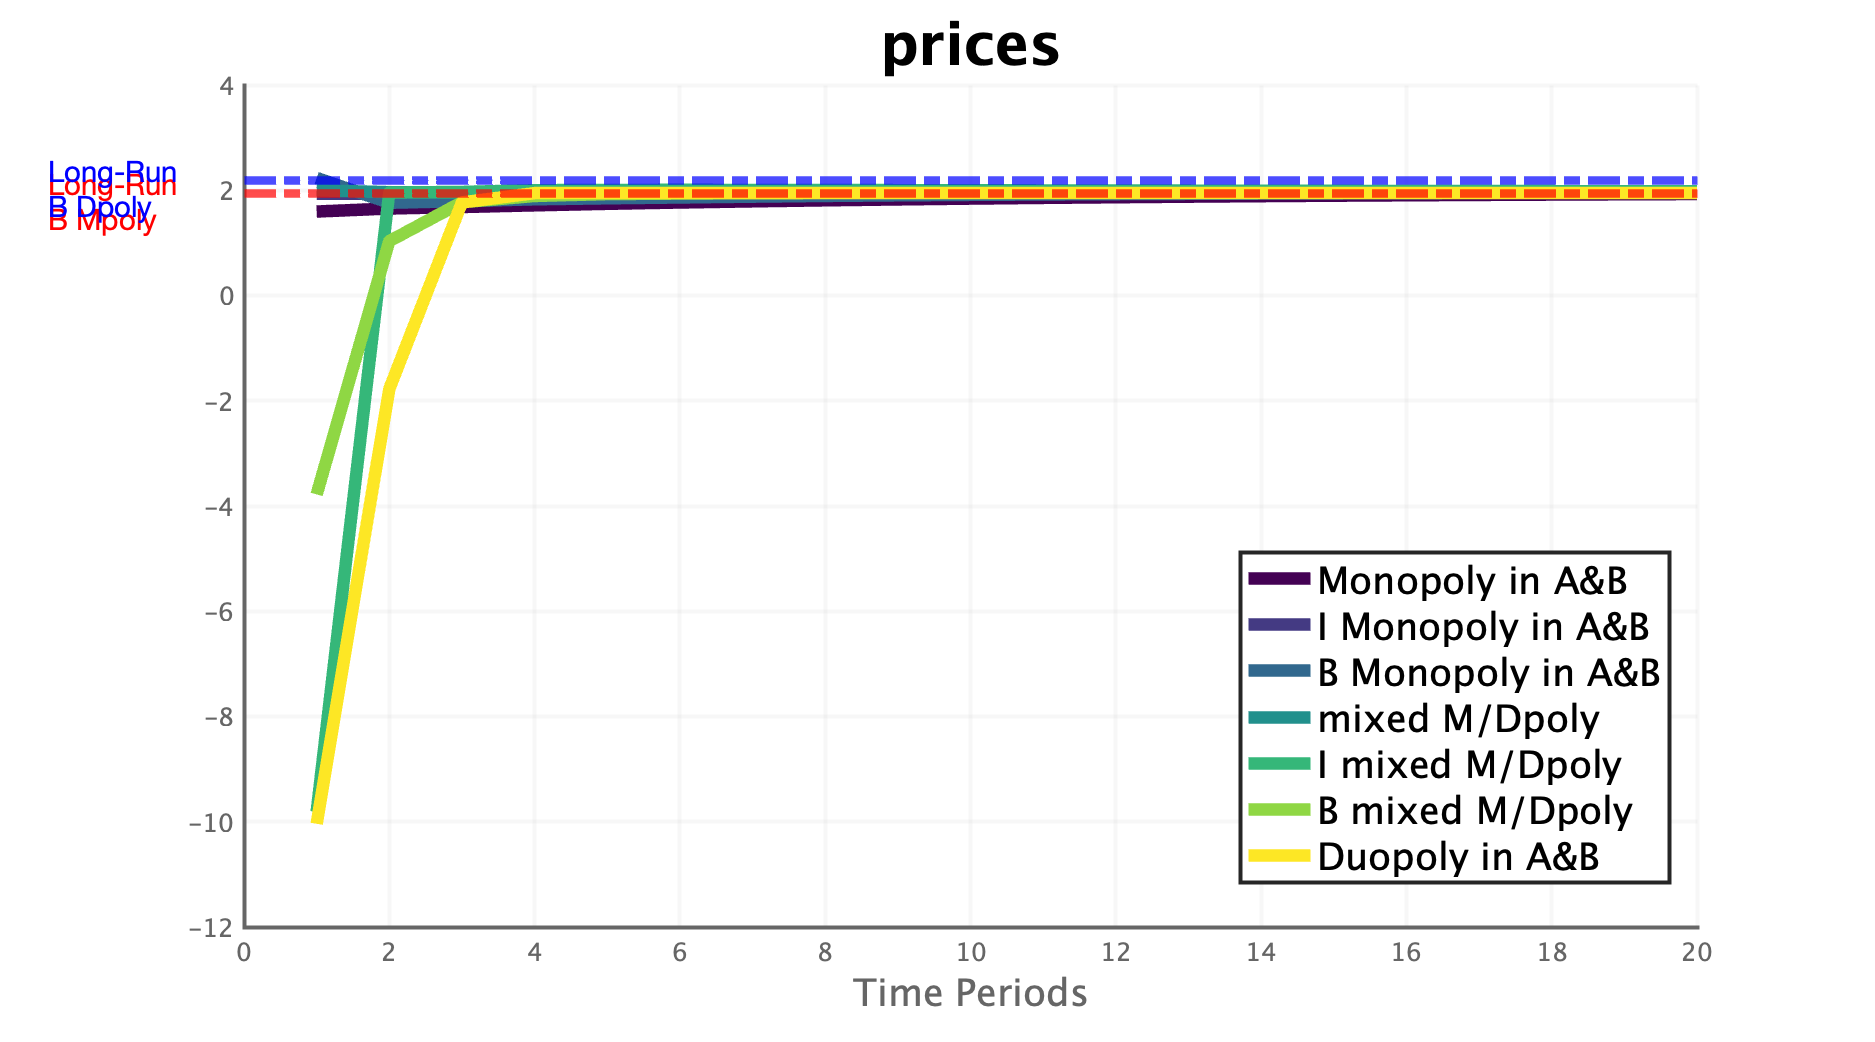 prices
4
2
0
−2
−4
−6
−8
−10
−12
Long-Run
Long-Run
B Dpoly
B Mpoly
0
2
4
6
8
10
12
14
16
18
20
Time Periods
Monopoly in A&B
I Monopoly in A&B
B Monopoly in A&B
mixed M/Dpoly
I mixed M/Dpoly
B mixed M/Dpoly
Duopoly in A&B